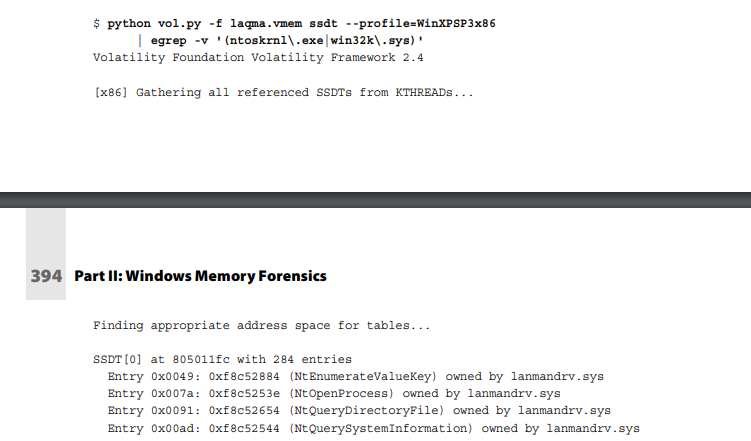 $ python vol.py -f laqma.vmem ssdt --profile=WinXPSP3x86
| egrep -v '(ntoskrnl\.exe|win32k\.sys)'
Volatility Foundation Volatility Framework 2.4
[x86] Gathering all referenced SSDTs from KTHREADs...
394 Part II: Windows Memory Forensics
Finding appropriate address space for tables...
SSDT[0] at 805011fc with 284 entries
Entry 0x0049: 0xf8c52884 (NtEnumerateValueKey) owned by lanmandrv.sys
Entry 0x007a: 0xf8c5253e (NtOpenProcess) owned by lanmandrv.sys
Entry 0x0091: 0xf8c52654 (NtQueryDirectoryFile) owned by lanmandrv.sys
Entry 0x00ad: 0xf8c52544 (NtQuerySystemInformation) owned by lanmandrv.sys